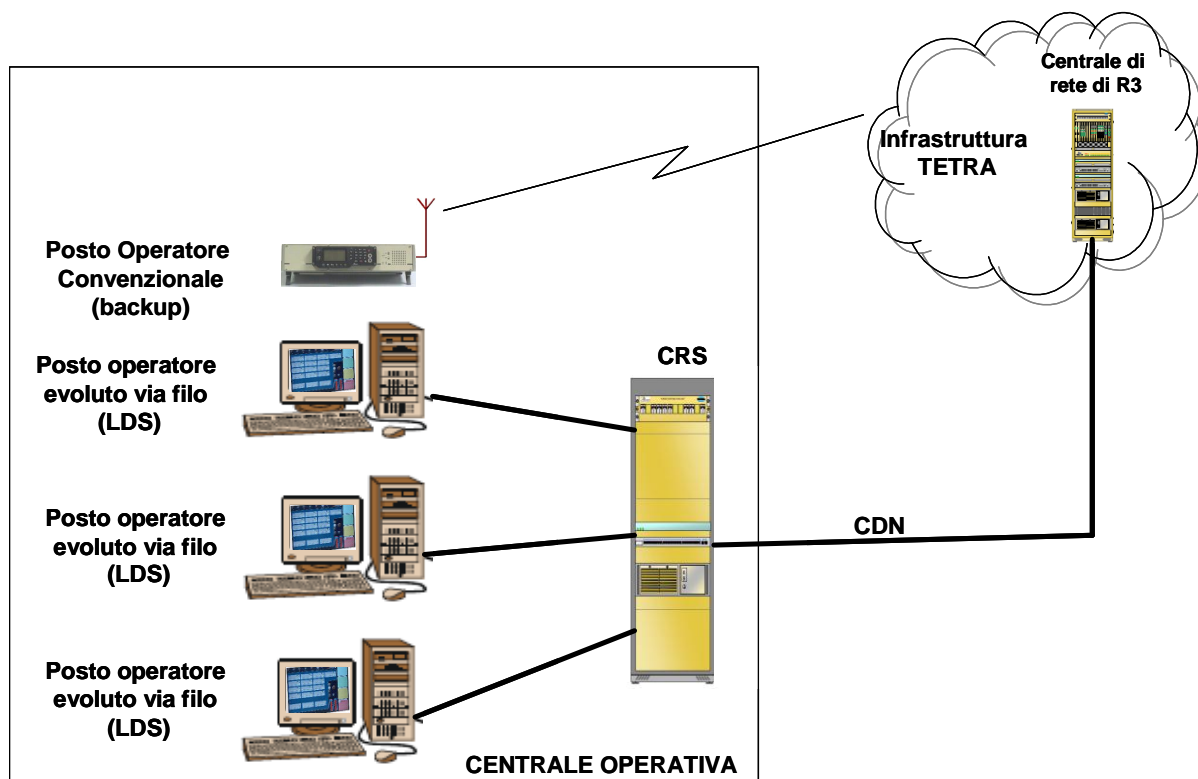 Centrale di
rete di R3
Infrastruttura
TETRA
Posto Operatore
Convenzionale
(backup)
Posto operatore
evoluto via filo
(LDS)
CRS
Posto operatore
evoluto via filo
(LDS)
CDN
Posto operatore
evoluto via filo
(LDS)
CENTRALE OPERATIVA